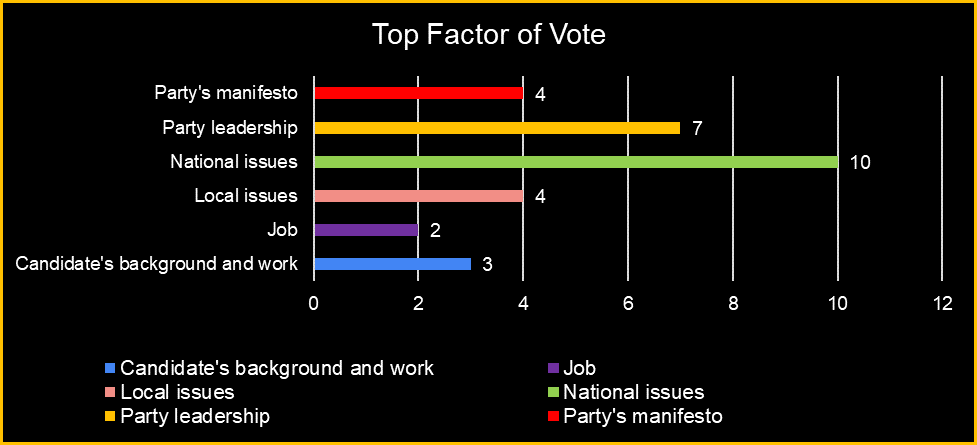 Top Factor of Vote
Party's manifesto 4
Party leadership 7
National issues 10
Local issues 4
Job 2
Candidate's background and work 3
0 2 4 6 8 10 12
Candidate's background and work Job
Local issues National issues
Party leadership Party's manifesto